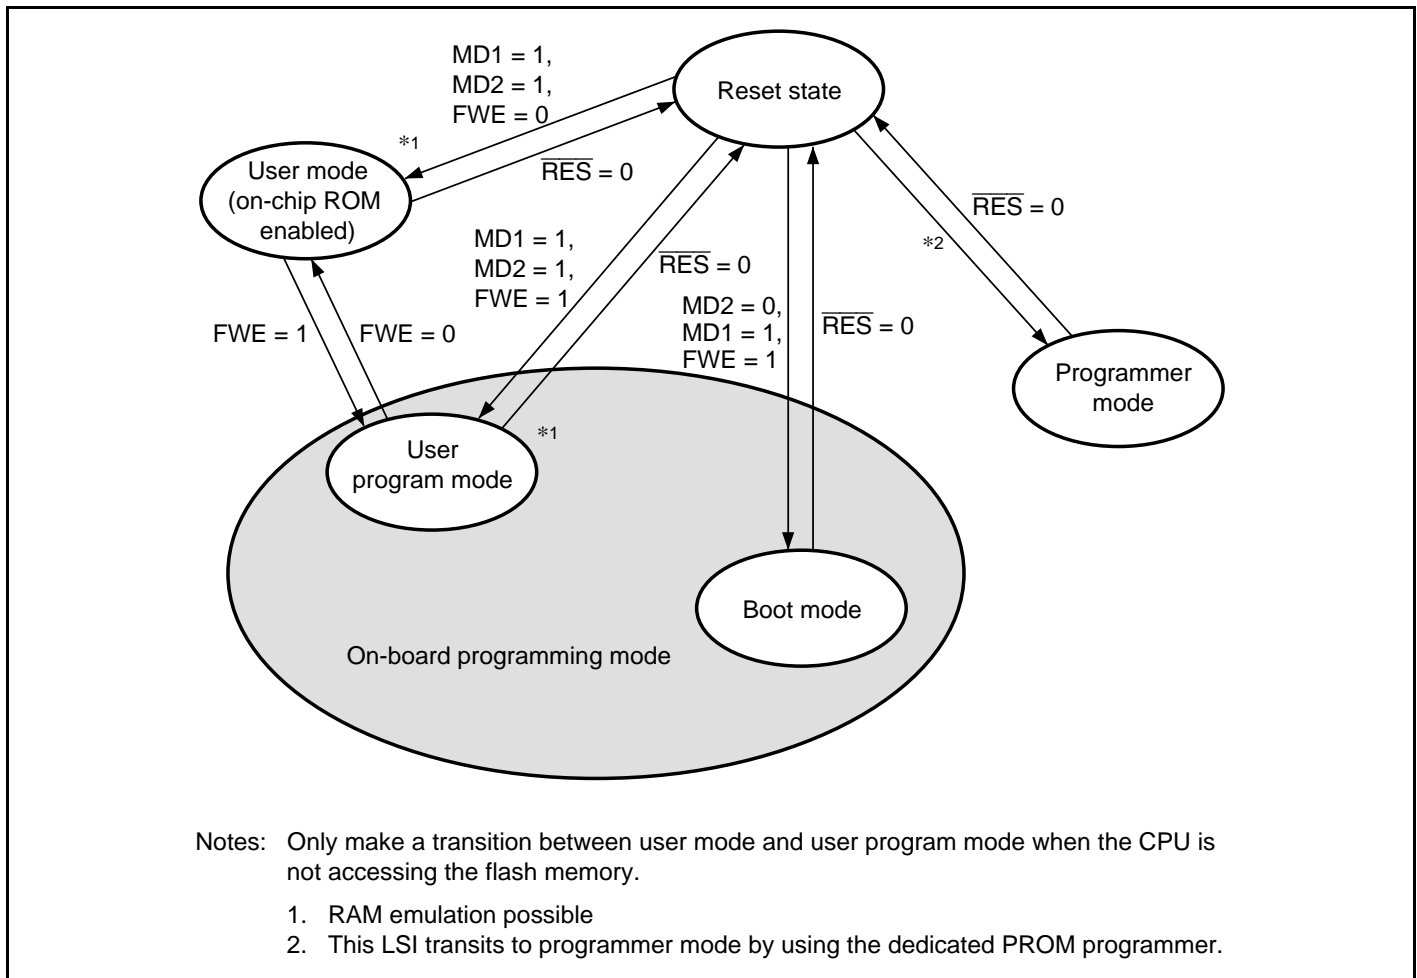 MD1 = 1,
MD2 = 1,
FWE = 0
Reset state
*1
R̅E̅S̅ = 0
User mode
(on-chip ROM
enabled)
R̅E̅S̅ = 0
*2
MD1 = 1,
MD2 = 1,
FWE = 1
R̅E̅S̅ = 0
MD2 = 0,
MD1 = 1,
FWE = 1
R̅E̅S̅ = 0
FWE = 1
FWE = 0
Programmer
mode
*1
User
program mode
Boot mode
On-board programming mode
Notes: Only make a transition between user mode and user program mode when the CPU is
not accessing the flash memory.
1. RAM emulation possible
2. This LSI transits to programmer mode by using the dedicated PROM programmer.